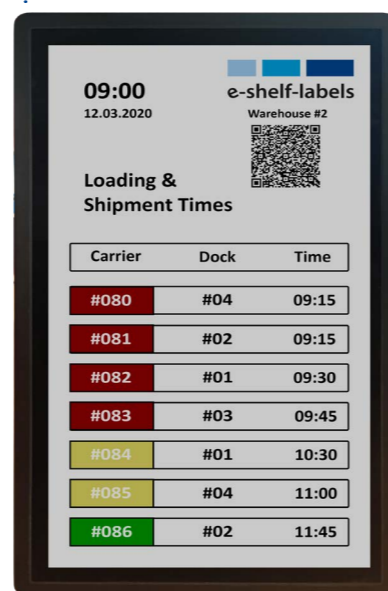 09:00
12.03.2020
e-shelf-labels
Warehouse #2
Loading &
Shipment Times
Carrier Dock Time
#080 #04 09:15
#081 #02 09:15
#082 #01 09:30
#083 #03 09:45
#084 #01 10:30
#085 #04 11:00
#086 #02 11:45